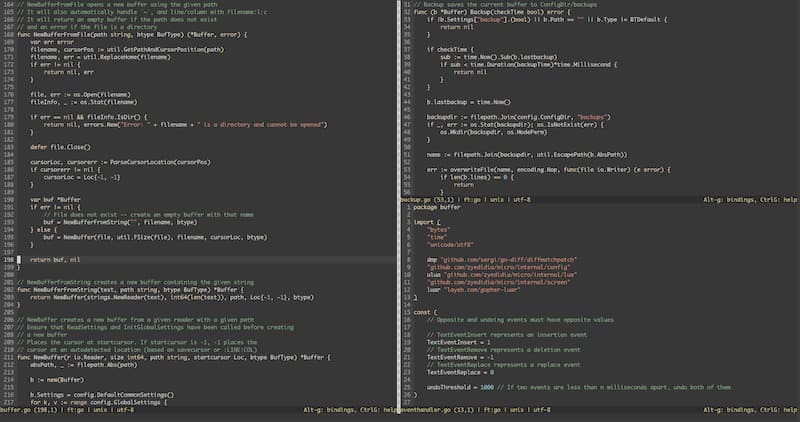 164 // NewBufferFromFile opens a new buffer using the given path
165 // It will also automatically handle `~`, and line/column with filename:l:c
166 // It will return an empty buffer if the path does not exist
167 // and an error if the file is a directory
168 func NewBufferFromFile(path string, btype BufType) (*Buffer, error) {
169     var err error
170     filename, cursorPos := util.GetPathAndCursorPosition(path)
171     filename, err = util.ReplaceHome(filename)
172     if err != nil {
173         return nil, err
174     }
175
176     file, err := os.Open(filename)
177     fileInfo, _ := os.Stat(filename)
178
179     if err == nil && fileInfo.IsDir() {
180         return nil, errors.New("Error: " + filename + " is a directory and cannot be opened")
181     }
182
183     defer file.Close()
184
185     cursorLoc, cursorerr := ParseCursorLocation(cursorPos)
186     if cursorerr != nil {
187         cursorLoc = Loc{-1, -1}
188     }
189
190     var buf *Buffer
191     if err != nil {
192         // File does not exist -- create an empty buffer with that name
193         buf = NewBufferFromString("", filename, btype)
194     } else {
195         buf = NewBuffer(file, util.FSize(file), filename, cursorLoc, btype)
196     }
197
198     return buf, nil
199 }
200
201 // NewBufferFromString creates a new buffer containing the given string
202 func NewBufferFromString(text, path string, btype BufType) *Buffer {
203     return NewBuffer(strings.NewReader(text), int64(len(text)), path, Loc{-1, -1}, btype)
204 }
205
206 // NewBuffer creates a new buffer from a given reader with a given path
207 // Ensure that ReadSettings and InitGlobalSettings have been called before creating
208 // a new buffer
209 // Places the cursor at startcursor. If startcursor is -1, -1 places the
210 // cursor at an autodetected location (based on savecursor or :LINE:COL)
211 func NewBuffer(r io.Reader, size int64, path string, startcursor Loc, btype BufType) *Buffer {
212     absPath, _ := filepath.Abs(path)
213
214     b := new(Buffer)
215
216     b.Settings = config.DefaultCommonSettings()
217     for k, v := range config.GlobalSettings {
buffer.go (198,1) | ft:go | unix | utf-8 Alt-g: bindings, CtrlG: help
31 // Backup saves the current buffer to ConfigDir/backups
32 func (b *Buffer) Backup(checkTime bool) error {
33     if !b.Settings["backup"].(bool) || b.Path == "" || b.Type != BTDefault {
34         return nil
35     }
36
37     if checkTime {
38         sub := time.Now().Sub(b.lastbackup)
39         if sub < time.Duration(backupTime)*time.Millisecond {
40             return nil
41         }
42     }
43
44     b.lastbackup = time.Now()
45
46     backupdir := filepath.Join(config.ConfigDir, "backups")
47     if _, err := os.Stat(backupdir); os.IsNotExist(err) {
48         os.Mkdir(backupdir, os.ModePerm)
49     }
50
51     name := filepath.Join(backupdir, util.EscapePath(b.AbsPath))
52
53     err := overwriteFile(name, encoding.Nop, func(file io.Writer) (e error) {
54         if len(b.lines) == 0 {
55             return
56         }
backup.go (53,1) | ft:go | unix | utf-8 Alt-g: bindings, CtrlG: help
1 package buffer
2
3 import (
4     "bytes"
5     "time"
6     "unicode/utf8"
7
8     dmp "github.com/sergi/go-diff/diffmatchpatch"
9     "github.com/zyedidia/micro/internal/config"
10     ulua "github.com/zyedidia/micro/internal/lua"
11     "github.com/zyedidia/micro/internal/screen"
12     luar "layeh.com/gopher-luar"
13 )
14
15 const (
16     // Opposite and undoing events must have opposite values
17
18     // TextEventInsert represents an insertion event
19     TextEventInsert = 1
20     // TextEventRemove represents a deletion event
21     TextEventRemove = -1
22     // TextEventReplace represents a replace event
23     TextEventReplace = 0
24
25     undoThreshold = 1000 // If two events are less than n milliseconds apart, undo both of them
26 )
27
eventhandler.go (13,1) | ft:go | unix | utf-8 Alt-g: bindings, CtrlG: help